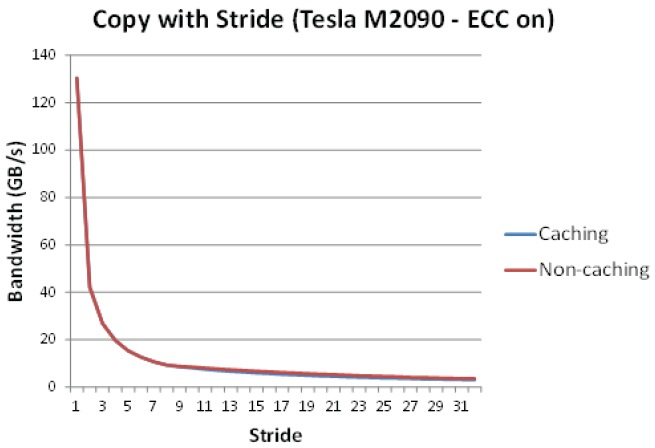 Copy with Stride (Tesla M2090 - ECC on)
140
120
100
80
60
40
20
0
Bandwidth (GB/s)
1 3 5 7 9 11 13 15 17 19 21 23 25 27 29 31
Stride
Caching
Non-caching